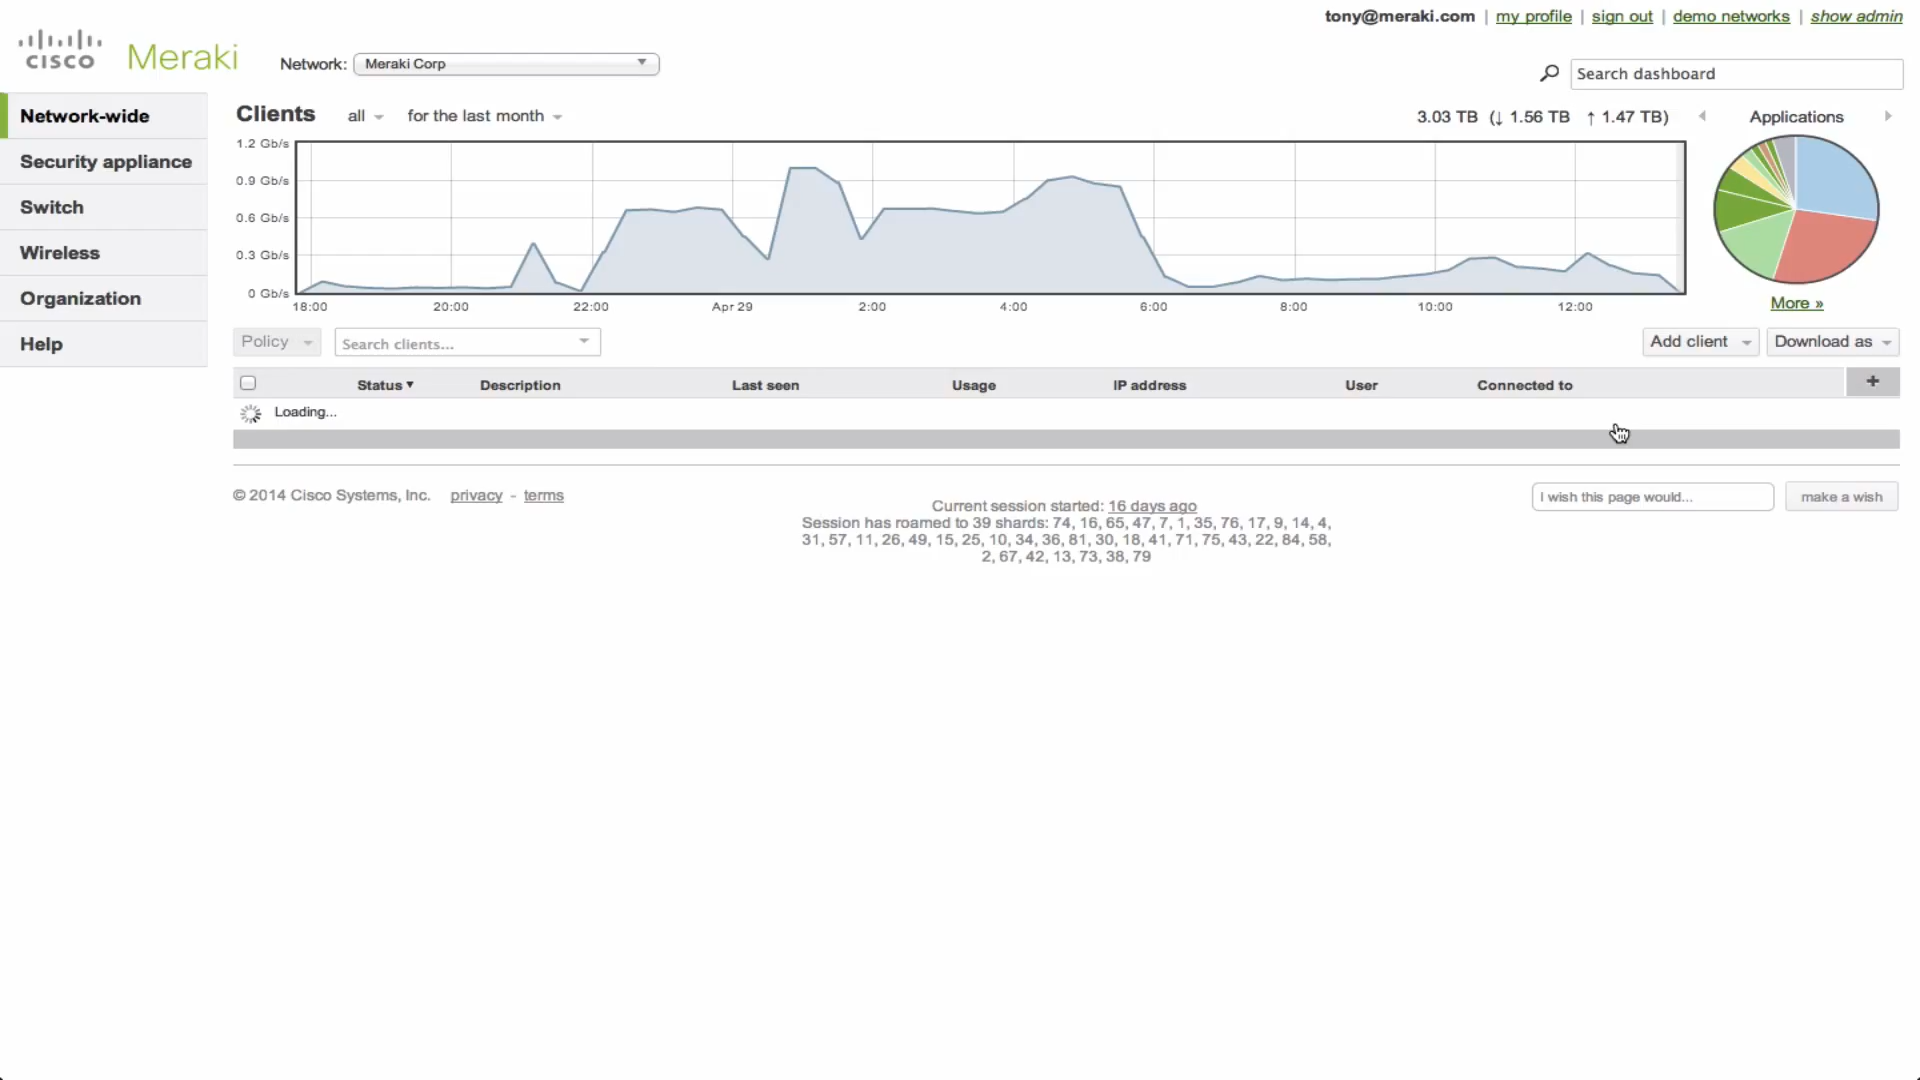 tony@meraki.com | my profile | sign out | demo networks | show admin
CISCO Meraki
Network: Meraki Corp
Search dashboard
Network-wide
Security appliance
Switch
Wireless
Organization
Help
Clients all for the last month
3.03 TB (↓ 1.56 TB ↑ 1.47 TB)
Applications
1.2 Gb/s
0.9 Gb/s
0.6 Gb/s
0.3 Gb/s
0 Gb/s
18:00 20:00 22:00 Apr 29 2:00 4:00 6:00 8:00 10:00 12:00
More »
Policy Search clients... Add client Download as
Status ▼ Description Last seen Usage IP address User Connected to +
Loading...
© 2014 Cisco Systems, Inc. privacy - terms
I wish this page would... make a wish
Current session started: 16 days ago
Session has roamed to 39 shards: 74, 16, 65, 47, 7, 1, 35, 76, 17, 9, 14, 4,
31, 57, 11, 26, 49, 15, 25, 10, 34, 36, 81, 30, 18, 41, 71, 75, 43, 22, 84, 58,
2, 67, 42, 13, 73, 38, 79